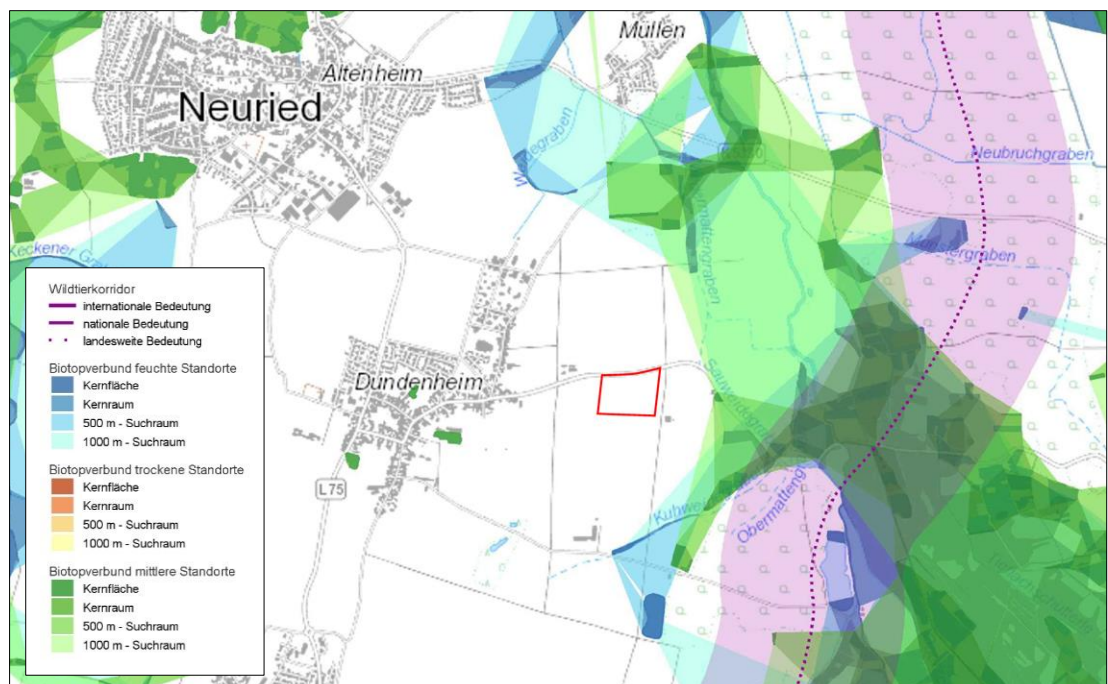 Müllen
Altenheim
Neuried
Neubruchgraben
Keckener
Dundenheim
L75
Obermatteng
Wildtierkorridor
internationale Bedeutung
nationale Bedeutung
landesweite Bedeutung
Biotopverbund feuchte Standorte
Kernfläche
Kernraum
500 m - Suchraum
1000 m - Suchraum
Biotopverbund trockene Standorte
Kernfläche
Kernraum
500 m - Suchraum
1000 m - Suchraum
Biotopverbund mittlere Standorte
Kernfläche
Kernraum
500 m - Suchraum
1000 m - Suchraum